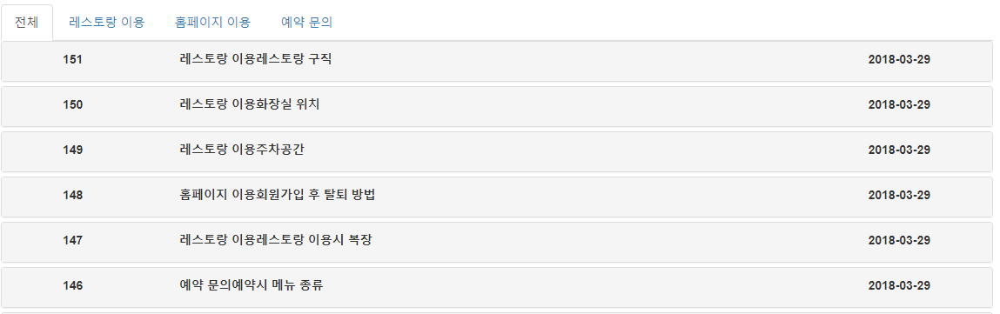 전체 레스토랑 이용 홈페이지 이용 예약 문의
151 레스토랑 이용레스토랑 구직 2018-03-29
150 레스토랑 이용화장실 위치 2018-03-29
149 레스토랑 이용주차공간 2018-03-29
148 홈페이지 이용회원가입 후 탈퇴 방법 2018-03-29
147 레스토랑 이용레스토랑 이용시 복장 2018-03-29
146 예약 문의예약시 메뉴 종류 2018-03-29